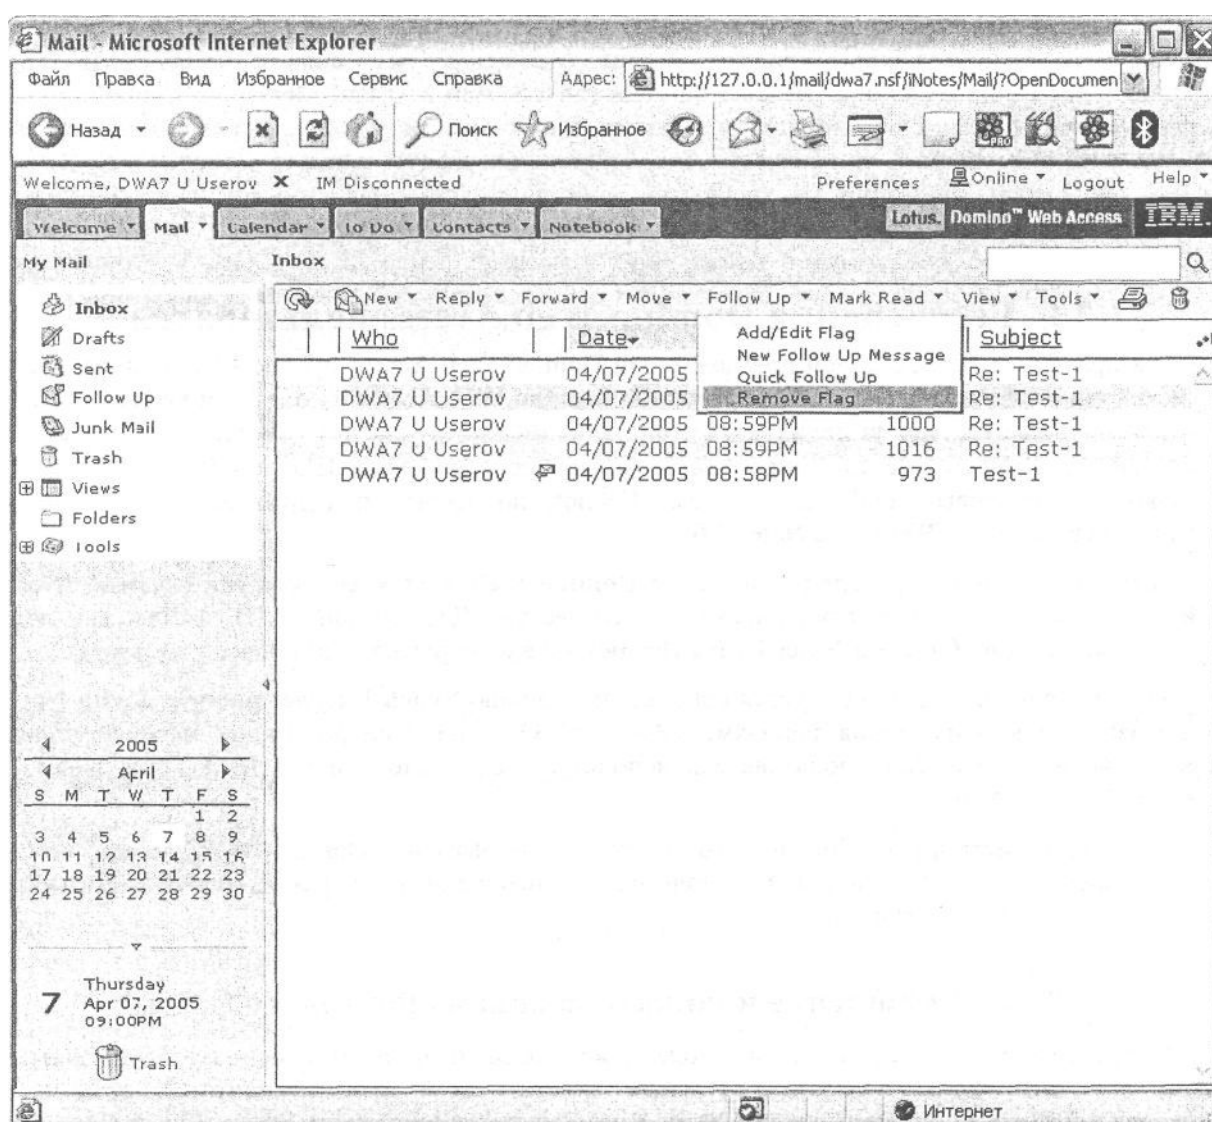 Mail - Microsoft Internet Explorer
Файл Правка Вид Избранное Сервис Справка Адрес: http://127.0.0.1/mail/dwa7.nsf/iNotes/Mail/?OpenDocumen
Назад Поиск Избранное PRO
Welcome, DWA7 U Userov X IM Disconnected Preferences Online Logout Help
Welcome Mail Calendar To Do Contacts Notebook Lotus. Domino™ Web Access IBM.
My Mail Inbox
New Reply Forward Move Follow Up Mark Read View Tools
Inbox
Drafts
Sent
Follow Up
Junk Mail
Trash
Views
Folders
Tools
Who Date Subject
Add/Edit Flag
New Follow Up Message
Quick Follow Up
Remove Flag
DWA7 U Userov 04/07/2005 Re: Test-1
DWA7 U Userov 04/07/2005 Re: Test-1
DWA7 U Userov 04/07/2005 08:59PM 1000 Re: Test-1
DWA7 U Userov 04/07/2005 08:59PM 1016 Re: Test-1
DWA7 U Userov 04/07/2005 08:58PM 973 Test-1
2005
April
S M T W T F S
1 2
3 4 5 6 7 8 9
10 11 12 13 14 15 16
17 18 19 20 21 22 23
24 25 26 27 28 29 30
7 Thursday
Apr 07, 2005
09:00PM
Trash
Интернет